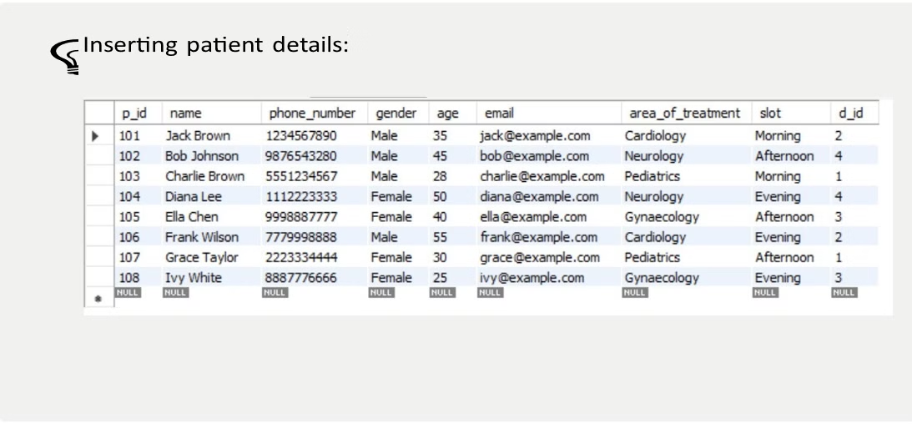 Inserting patient details:
p_id name phone_number gender age email area_of_treatment slot d_id
101 Jack Brown 1234567890 Male 35 jack@example.com Cardiology Morning 2
102 Bob Johnson 9876543280 Male 45 bob@example.com Neurology Afternoon 4
103 Charlie Brown 5551234567 Male 28 charlie@example.com Pediatrics Morning 1
104 Diana Lee 1112223333 Female 50 diana@example.com Neurology Evening 4
105 Ella Chen 9998887777 Female 40 ella@example.com Gynaecology Afternoon 3
106 Frank Wilson 7779998888 Male 55 frank@example.com Cardiology Evening 2
107 Grace Taylor 2223334444 Female 30 grace@example.com Pediatrics Afternoon 1
108 Ivy White 8887776666 Female 25 ivy@example.com Gynaecology Evening 3
NULL NULL NULL NULL NULL NULL NULL NULL NULL